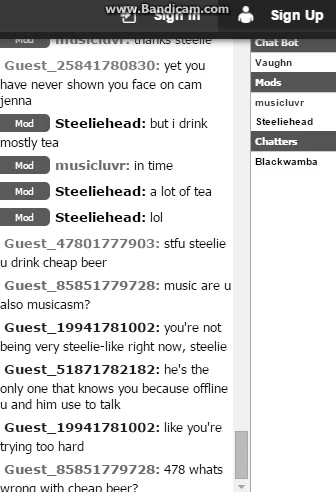 www.Bandicam.com
Sign In
Sign Up
musicluvr: thanks steelie
Guest_25841780830: yet you
have never shown you face on cam
jenna
Mod Steeliehead: but i drink
mostly tea
Mod musicluvr: in time
Mod Steeliehead: a lot of tea
Mod Steeliehead: lol
Guest_47801777903: stfu steelie
u drink cheap beer
Guest_85851779728: music are u
also musicasm?
Guest_19941781002: you're not
being very steelie-like right now, steelie
Guest_51871782182: he's the
only one that knows you because offline
u and him use to talk
Guest_19941781002: like you're
trying too hard
Guest_85851779728: 478 whats
wrong with cheap beer?
Chat Bot
Vaughn
Mods
musicluvr
Steeliehead
Chatters
Blackwamba